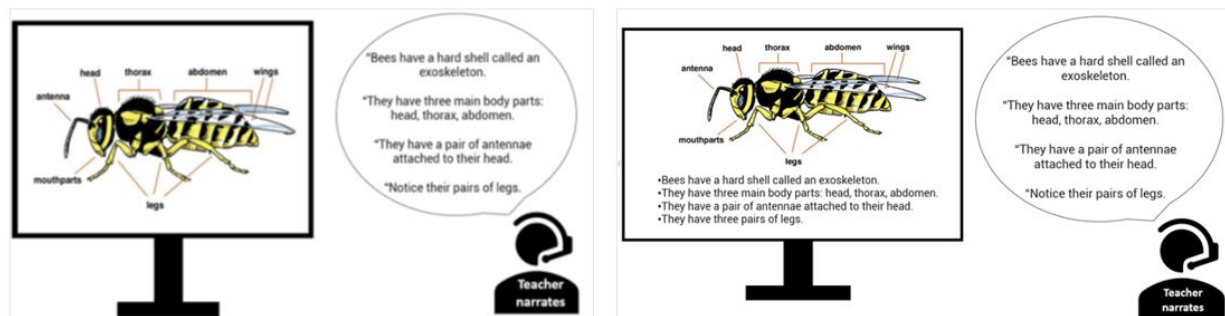 head thorax abdomen wings
antenna
mouthparts
legs
"Bees have a hard shell called an
exoskeleton.
"They have three main body parts:
head, thorax, abdomen.
"They have a pair of antennae
attached to their head.
"Notice their pairs of legs.
Teacher
narrates
head thorax abdomen wings
antenna
mouthparts
legs
•Bees have a hard shell called an exoskeleton.
•They have three main body parts: head, thorax, abdomen.
•They have a pair of antennae attached to their head.
•They have three pairs of legs.
"Bees have a hard shell called an
exoskeleton.
"They have three main body parts:
head, thorax, abdomen.
"They have a pair of antennae
attached to their head.
"Notice their pairs of legs.
Teacher
narrates